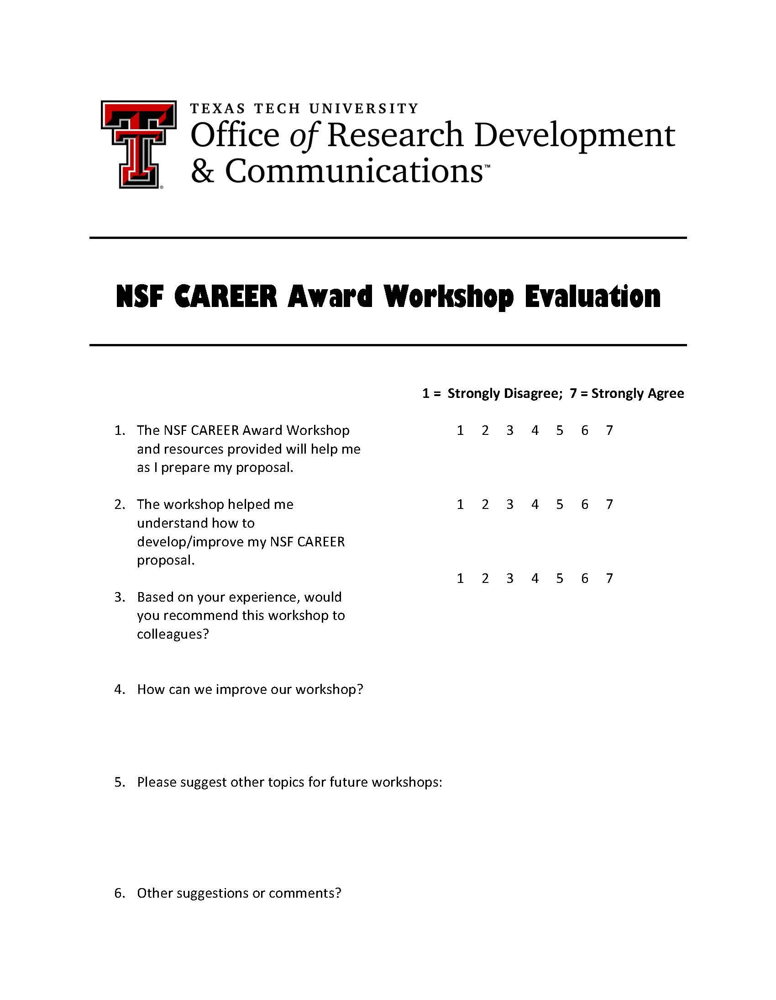 TEXAS TECH UNIVERSITY
Office of Research Development
& Communications™
NSF CAREER Award Workshop Evaluation
1 = Strongly Disagree; 7 = Strongly Agree
1. The NSF CAREER Award Workshop 1 2 3 4 5 6 7
and resources provided will help me
as I prepare my proposal.
2. The workshop helped me 1 2 3 4 5 6 7
understand how to
develop/improve my NSF CAREER
proposal.
1 2 3 4 5 6 7
3. Based on your experience, would
you recommend this workshop to
colleagues?
4. How can we improve our workshop?
5. Please suggest other topics for future workshops:
6. Other suggestions or comments?